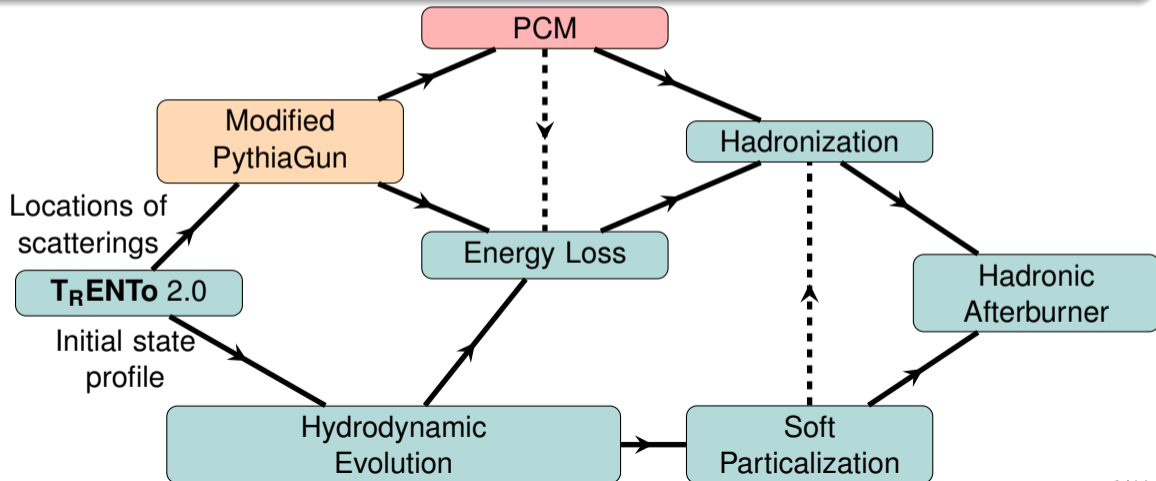 PCM
Modified
PythiaGun
Hadronization
Locations of
scatterings
Energy Loss
TRENTo 2.0
Hadronic
Afterburner
Initial state
profile
Hydrodynamic
Evolution
Soft
Particalization